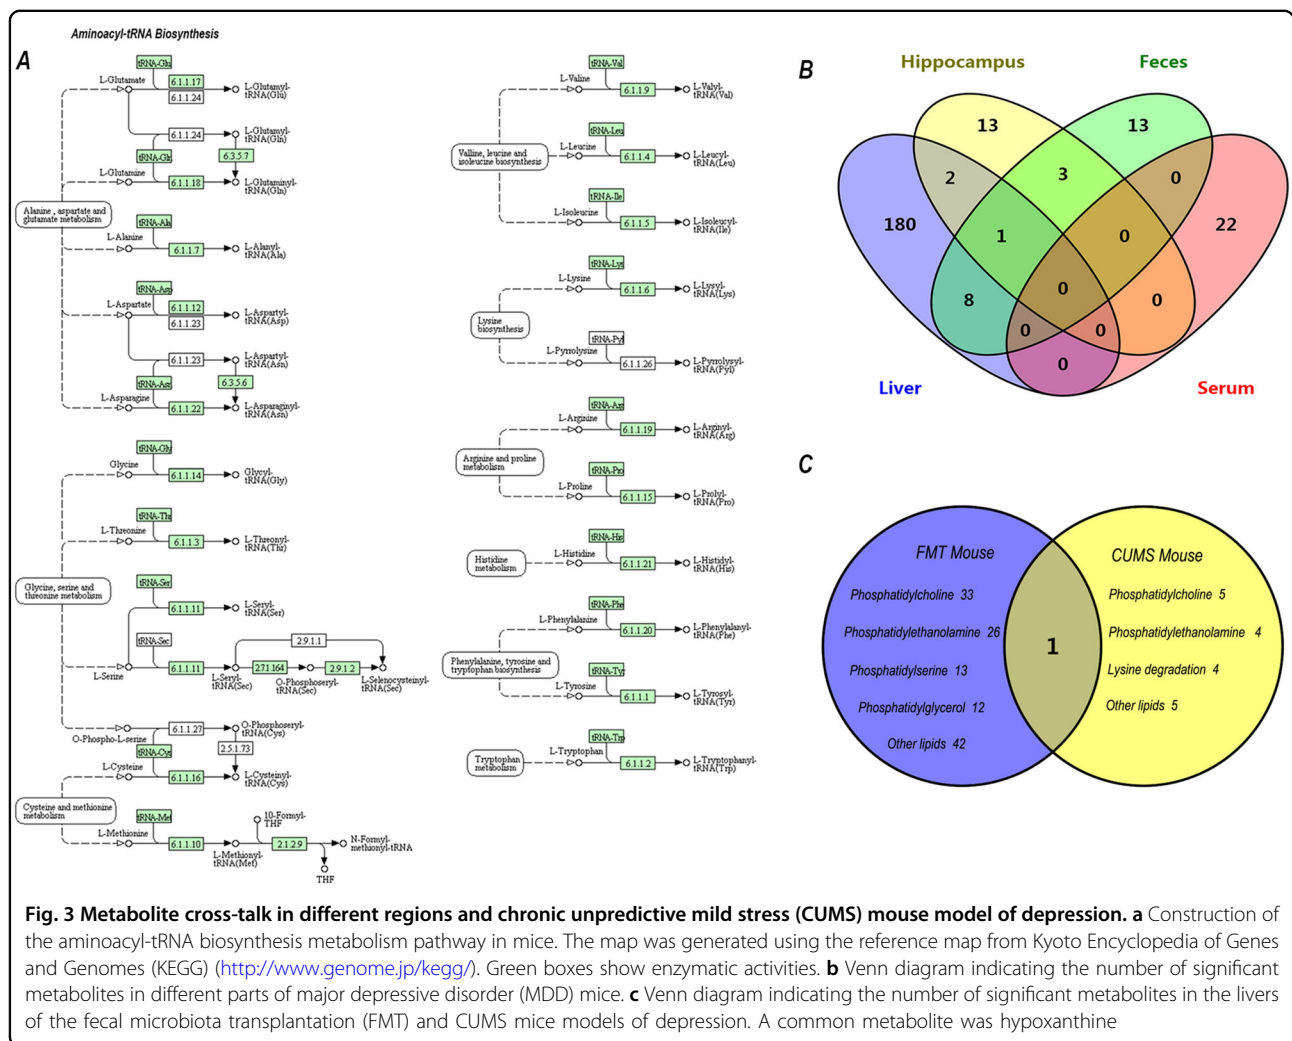 Aminoacyl-tRNA Biosynthesis
A
tRNA-Glu
L-Glutamate
6.1.1.17
6.1.1.24
L-Glutamyl-
tRNA(Glu)
6.1.1.24
L-Glutamyl-
tRNA(Gln)
tRNA-Gln
6.3.5.7
L-Glutamine
6.1.1.18
L-Glutaminyl-
tRNA(Gln)
Alanine, aspartate and
glutamate metabolism
tRNA-Ala
L-Alanine
6.1.1.7
L-Alanyl-
tRNA(Ala)
tRNA-Asp
L-Aspartate
6.1.1.12
6.1.1.23
L-Aspartyl-
tRNA(Asp)
6.1.1.23
L-Aspartyl-
tRNA(Asn)
tRNA-Asn
6.3.5.6
L-Asparagine
6.1.1.22
L-Asparaginyl-
tRNA(Asn)
tRNA-Gly
Glycine
6.1.1.14
Glycyl-
tRNA(Gly)
tRNA-Thr
L-Threonine
6.1.1.3
L-Threonyl-
tRNA(Thr)
Glycine, serine and
threonine metabolism
tRNA-Ser
6.1.1.11
L-Seryl-
tRNA(Ser)
tRNA-Sec
2.9.1.1
L-Serine
6.1.1.11
L-Seryl-
tRNA(Sec)
2.7.1.164
O-Phosphoseryl-
tRNA(Sec)
2.9.1.2
L-Selenocysteinyl-
tRNA(Sec)
O-Phospho-L-serine
6.1.1.27
O-Phosphoseryl-
tRNA(Cys)
2.5.1.73
tRNA-Cys
L-Cysteine
6.1.1.16
L-Cysteinyl-
tRNA(Cys)
Cysteine and methionine
metabolism
tRNA-Met
L-Methionine
6.1.1.10
L-Methionyl-
tRNA(Met)
10-Formyl-
THF
2.1.2.9
N-Formyl-
methionyl-tRNA
THF
tRNA-Val
L-Valine
6.1.1.9
L-Valyl-
tRNA(Val)
Valline, leucine and
isoleucine biosynthesis
tRNA-Leu
L-Leucine
6.1.1.4
L-Leucyl-
tRNA(Leu)
tRNA-Ile
L-Isoleucine
6.1.1.5
L-Isoleucyl-
tRNA(Ile)
tRNA-Lys
L-Lysine
6.1.1.6
L-Lysyl-
tRNA(Lys)
Lysine
biosynthesis
tRNA-Pyl
L-Pyrrolysine
6.1.1.26
L-Pyrrolysyl-
tRNA(Pyl)
tRNA-Arg
L-Arginine
6.1.1.19
L-Arginyl-
tRNA(Arg)
Arginine and proline
metabolism
tRNA-Pro
L-Proline
6.1.1.15
L-Prolyl-
tRNA(Pro)
tRNA-His
Histidine
metabolism
L-Histidine
6.1.1.21
L-Histidyl-
tRNA(His)
tRNA-Phe
L-Phenylalanine
6.1.1.20
L-Phenylalanyl-
tRNA(Phe)
Phenylalanine, tyrosine and
tryptophan biosynthesis
tRNA-Tyr
L-Tyrosine
6.1.1.1
L-Tyrosyl-
tRNA(Tyr)
tRNA-Trp
Tryptophan
metabolism
L-Tryptophan
6.1.1.2
L-Tryptophanyl-
tRNA(Trp)
B
Hippocampus
Feces
13
13
2
3
0
180
1
0
22
8
0
0
0
0
0
Liver
Serum
C
FMT Mouse
Phosphatidylcholine 33
Phosphatidylethanolamine 26
Phosphatidylserine 13
Phosphatidylglycerol 12
Other lipids 42
1
CUMS Mouse
Phosphatidylcholine 5
Phosphatidylethanolamine 4
Lysine degradation 4
Other lipids 5
Fig. 3 Metabolite cross-talk in different regions and chronic unpredictive mild stress (CUMS) mouse model of depression. a Construction of
the aminoacyl-tRNA biosynthesis metabolism pathway in mice. The map was generated using the reference map from Kyoto Encyclopedia of Genes
and Genomes (KEGG) (http://www.genome.jp/kegg/). Green boxes show enzymatic activities. b Venn diagram indicating the number of significant
metabolites in different parts of major depressive disorder (MDD) mice. c Venn diagram indicating the number of significant metabolites in the livers
of the fecal microbiota transplantation (FMT) and CUMS mice models of depression. A common metabolite was hypoxanthine